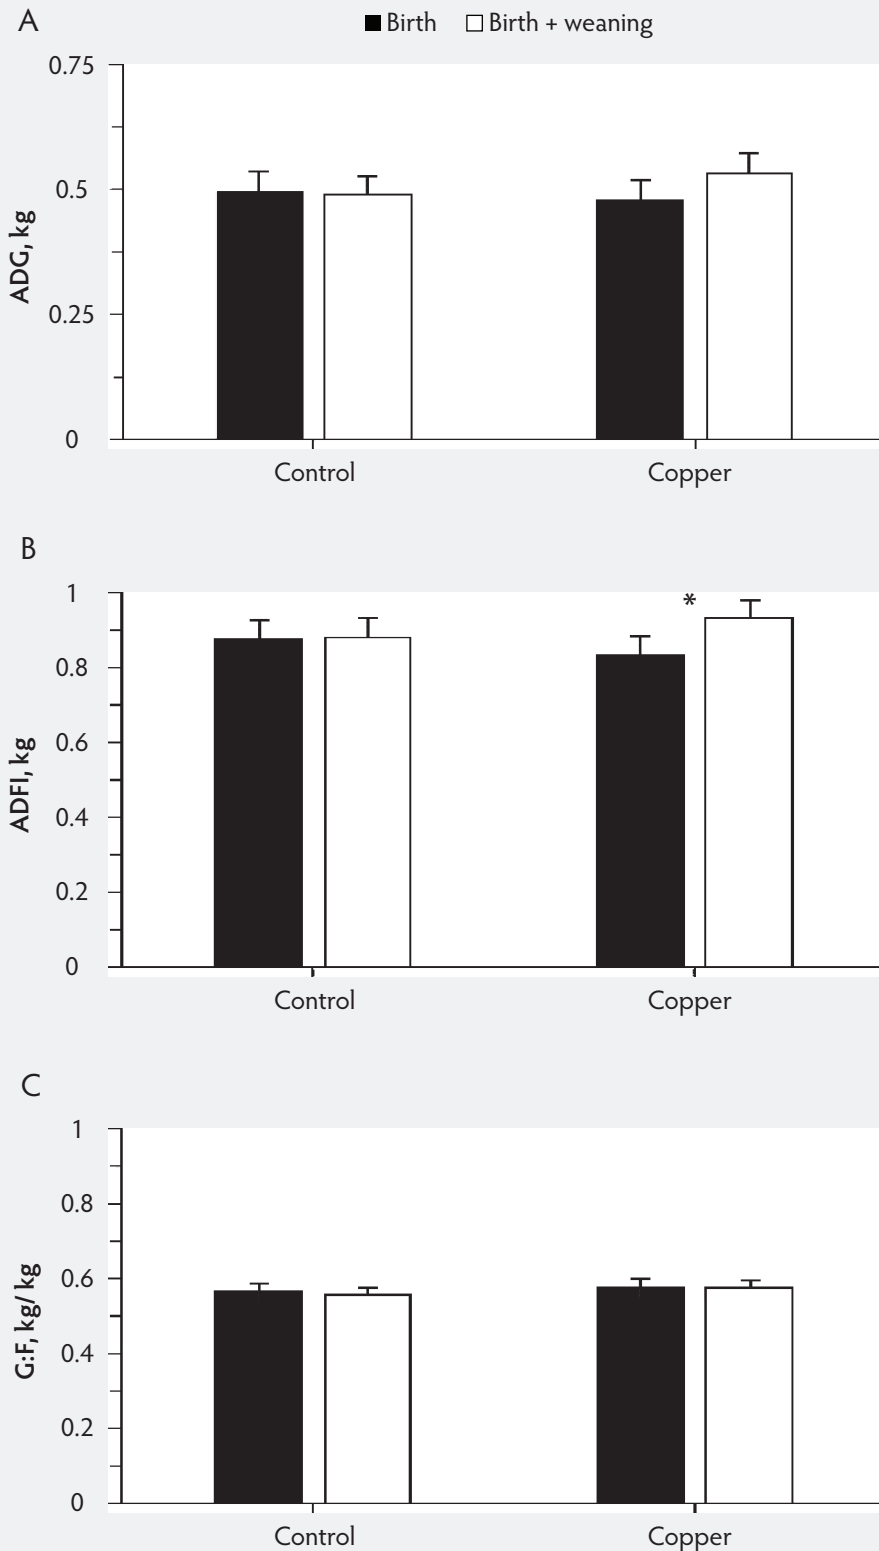 A
Birth Birth + weaning
0.75
0.5
0.25
0
ADG, kg
Control Copper
B
1
0.8
0.6
0.4
0.2
0
ADFI, kg
*
Control Copper
C
1
0.8
0.6
0.4
0.2
0
G:F, kg/ kg
Control Copper